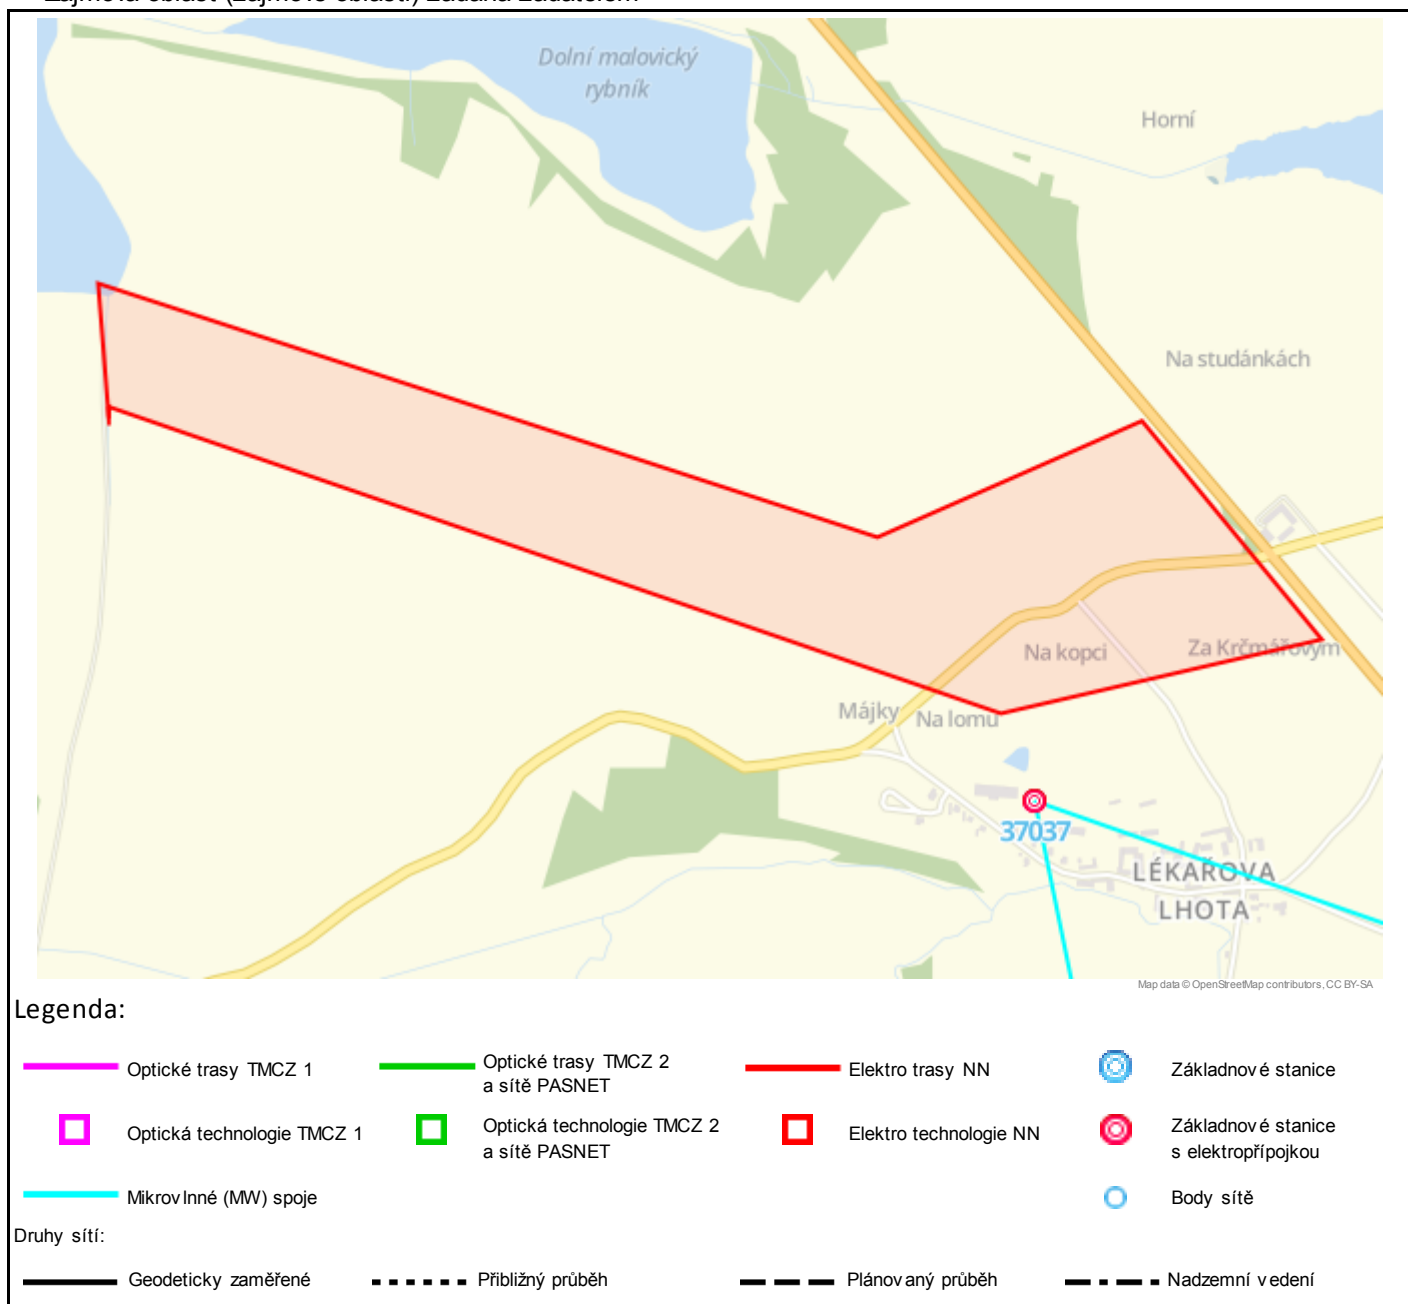 Dolní malovický
rybník
Horní
Na studánkách
Na kopci
Za Krčmářovým
Májky
Na lomu
37037
LÉKAŘOVA
LHOTA
Map data © OpenStreetMap contributors, CC BY-SA
Legenda:
Optické trasy TMCZ 1
Optické trasy TMCZ 2
a sítě PASNET
Elektro trasy NN
Základnové stanice
Optická technologie TMCZ 1
Optická technologie TMCZ 2
a sítě PASNET
Elektro technologie NN
Základnové stanice
s elektropřípojkou
Mikrovlnné (MW) spoje
Body sítě
Druhy sítí:
Geodeticky zaměřené
Přibližný průběh
Plánovaný průběh
Nadzemní vedení